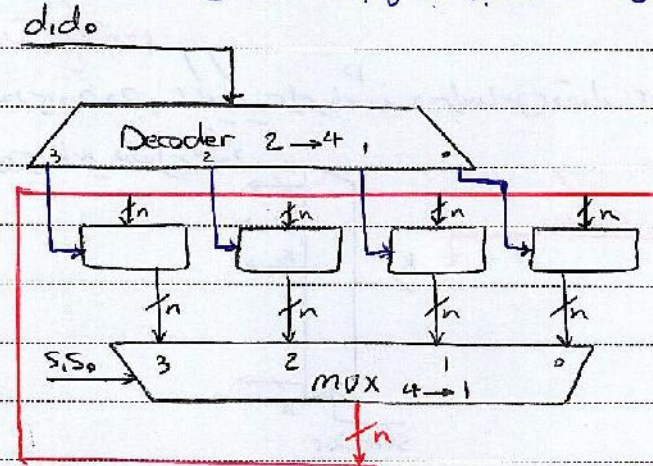 d₁d₀
Decoder 2→4
3 2 1 0
n n n n
n n n n
S₁S₀
3 2 1 0
mux 4→1
n